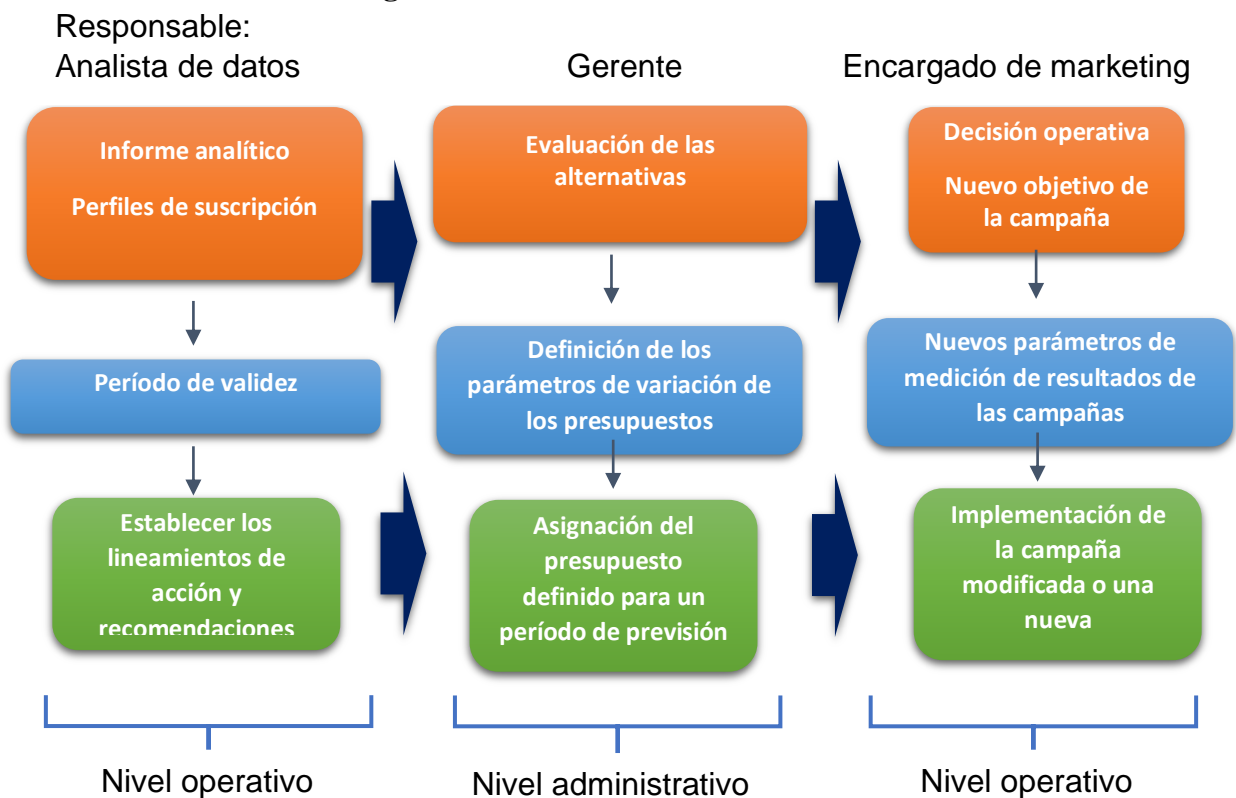 Responsable:
Analista de datos
Gerente
Encargado de marketing
Informe analítico
Perfiles de suscripción
Evaluación de las
alternativas
Decisión operativa
Nuevo objetivo de
la campaña
Período de validez
Definición de los
parámetros de variación de
los presupuestos
Nuevos parámetros de
medición de resultados de
las campañas
Establecer los
lineamientos de
acción y
recomendaciones
Asignación del
presupuesto
definido para un
período de previsión
Implementación de
la campaña
modificada o una
nueva
Nivel operativo
Nivel administrativo
Nivel operativo